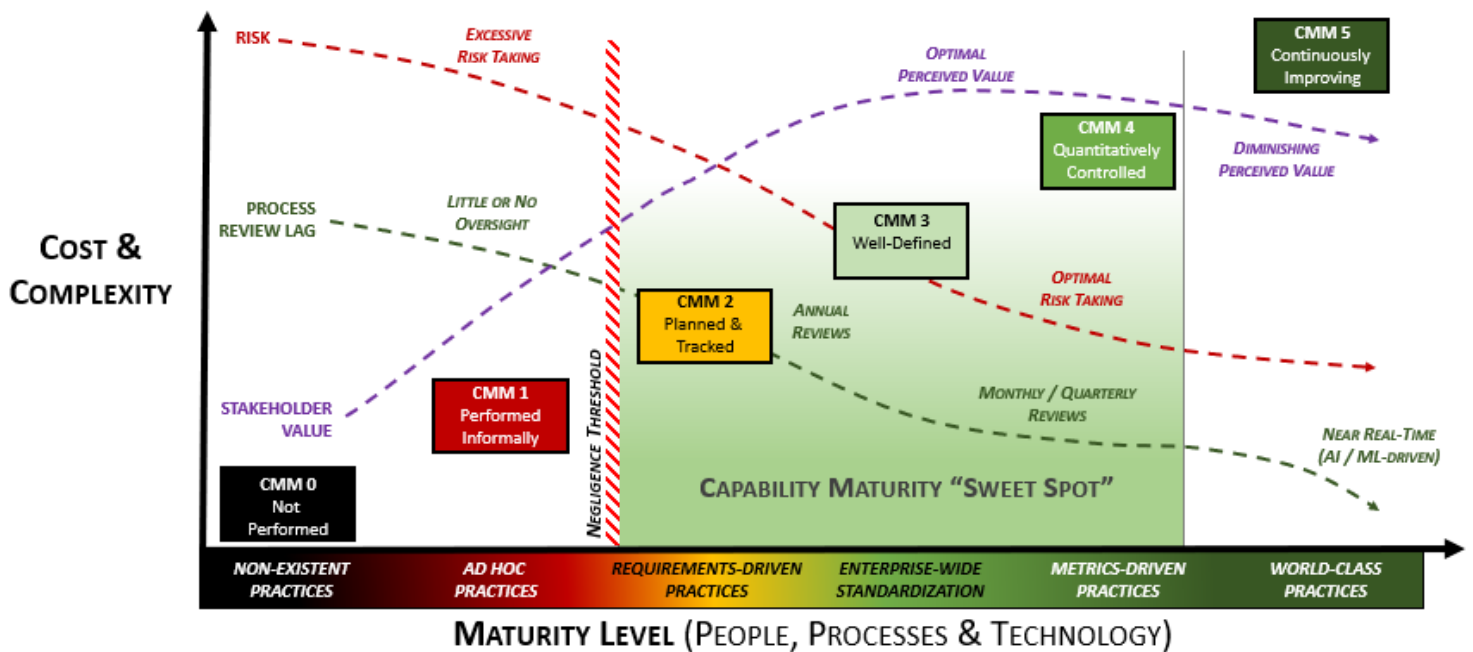 RISK
EXCESSIVE
RISK TAKING
OPTIMAL
PERCEIVED VALUE
CMM 5
Continuously
Improving
CMM 4
Quantitatively
Controlled
DIMINISHING
PERCEIVED VALUE
PROCESS
REVIEW LAG
LITTLE OR NO
OVERSIGHT
CMM 3
Well-Defined
COST &
COMPLEXITY
CMM 2
Planned &
Tracked
ANNUAL
REVIEWS
OPTIMAL
RISK TAKING
STAKEHOLDER
VALUE
CMM 1
Performed
Informally
NEGLIGENCE THRESHOLD
MONTHLY / QUARTERLY
REVIEWS
NEAR REAL-TIME
(AI / ML-DRIVEN)
CMM 0
Not
Performed
CAPABILITY MATURITY “SWEET SPOT”
NON-EXISTENT
PRACTICES
AD HOC
PRACTICES
REQUIREMENTS-DRIVEN
PRACTICES
ENTERPRISE-WIDE
STANDARDIZATION
METRICS-DRIVEN
PRACTICES
WORLD-CLASS
PRACTICES
MATURITY LEVEL (PEOPLE, PROCESSES & TECHNOLOGY)